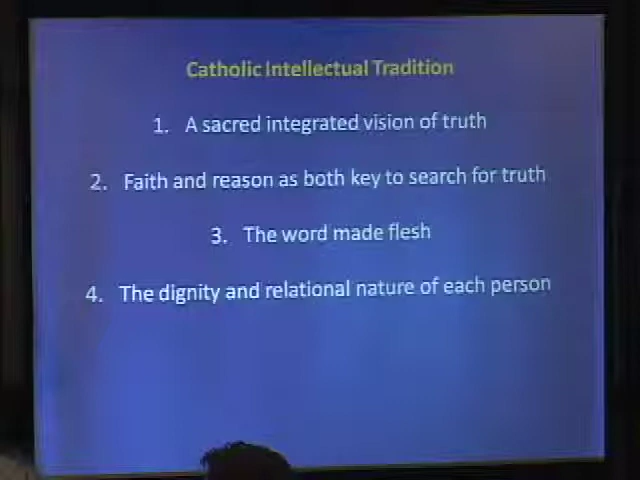 Catholic Intellectual Tradition
1. A sacred integrated vision of truth
2. Faith and reason as both key to search for truth
3. The word made flesh
4. The dignity and relational nature of each person